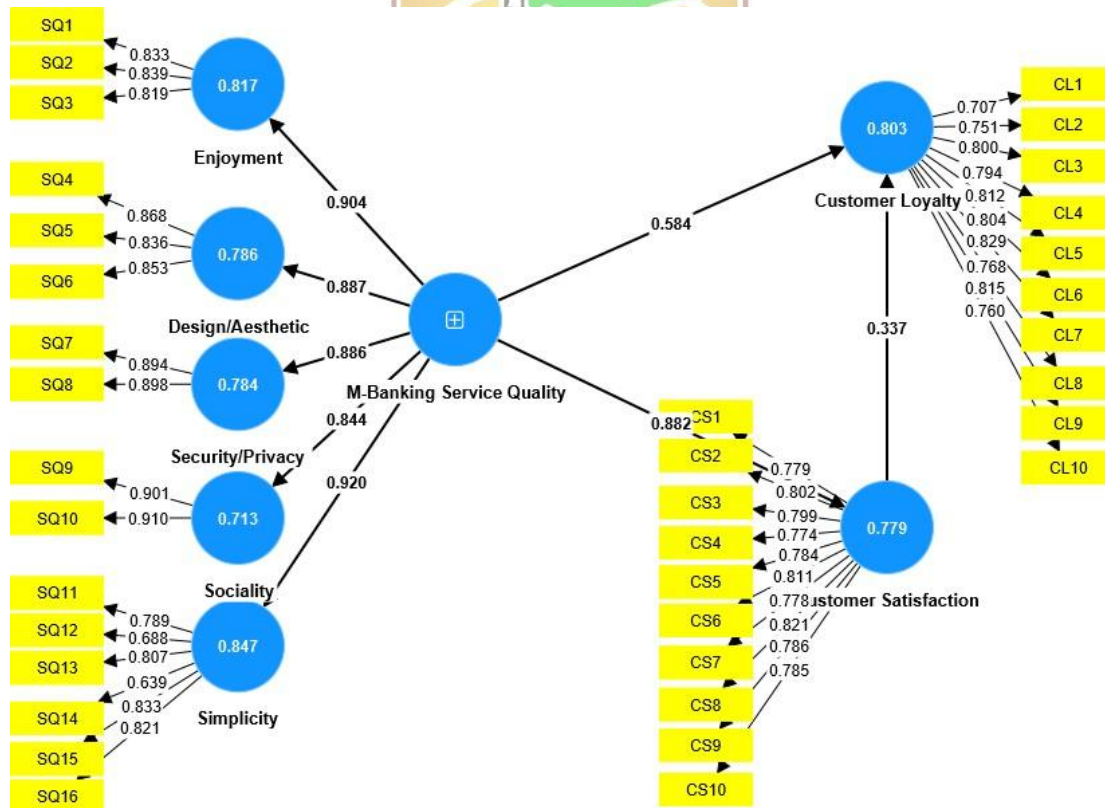 SQ1
SQ2
SQ3
0.833
0.839
0.819
0.817
Enjoyment
SQ4
SQ5
SQ6
0.868
0.836
0.853
0.786
Design/Aesthetic
SQ7
SQ8
0.894
0.898
0.784
Security/Privacy
SQ9
SQ10
0.901
0.910
0.713
Sociality
SQ11
SQ12
SQ13
SQ14
SQ15
SQ16
0.789
0.688
0.807
0.639
0.833
0.821
0.847
Simplicity
0.904
0.887
0.886
0.844
0.920
M-Banking Service Quality
0.584
0.882
0.337
0.803
Customer Loyalty
0.707
0.751
0.800
0.794
0.812
0.804
0.829
0.768
0.815
0.760
CL1
CL2
CL3
CL4
CL5
CL6
CL7
CL8
CL9
CL10
CS1
CS2
CS3
CS4
CS5
CS6
CS7
CS8
CS9
CS10
0.779
0.802
0.799
0.774
0.784
0.811
0.778
0.821
0.786
0.785
0.779
ustomer Satisfaction